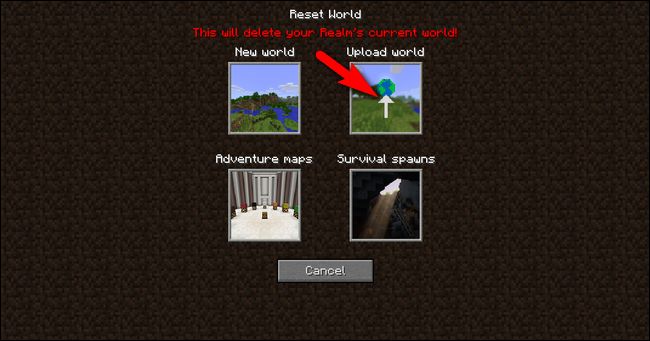 Reset World
This will delete your Realm's current world!
New world
Upload world
Adventure maps
Survival spawns
Cancel